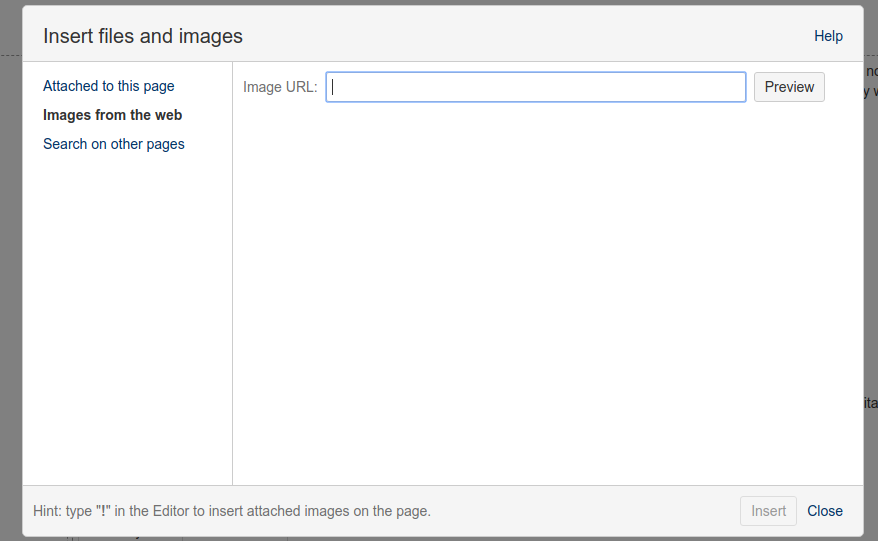 Insert files and images
Help
Attached to this page
Images from the web
Search on other pages
Image URL:
Preview
Hint: type "!" in the Editor to insert attached images on the page.
Insert
Close